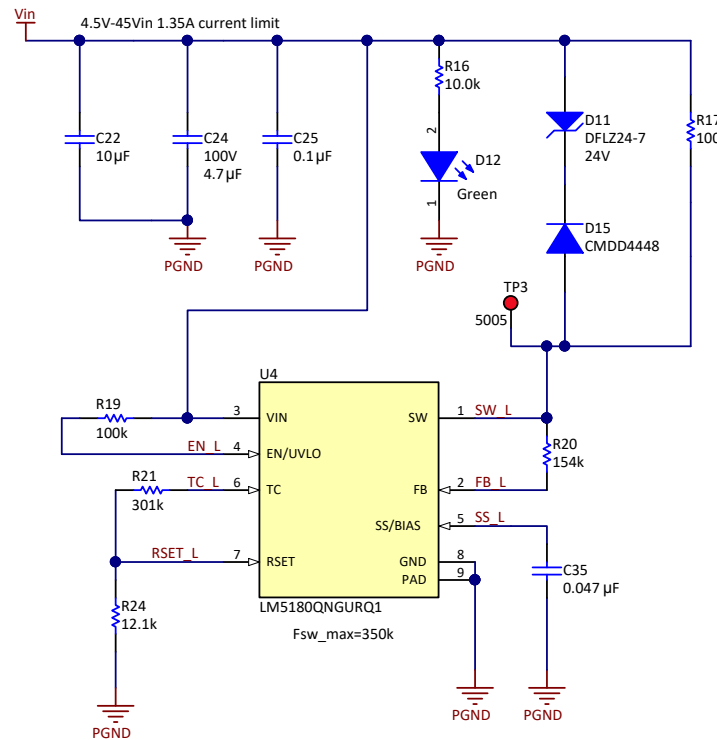 Vin
4.5V-45Vin 1.35A current limit
C22
10µF
C24
100V
4.7µF
C25
0.1µF
PGND
PGND
R16
10.0k
2
D12
Green
1
PGND
D11
DFLZ24-7
24V
D15
CMDD4448
R17
100
TP3
5005
U4
R19
100k
3 VIN
SW 1 SW_L
EN_L 4 EN/UVLO
R20
154k
R21
301k
TC_L 6 TC
FB 2 FB_L
SS/BIAS 5 SS_L
RSET_L 7 RSET
GND 8
PAD 9
C35
0.047µF
R24
12.1k
LM5180QNGURQ1
Fsw_max=350k
PGND
PGND
PGND